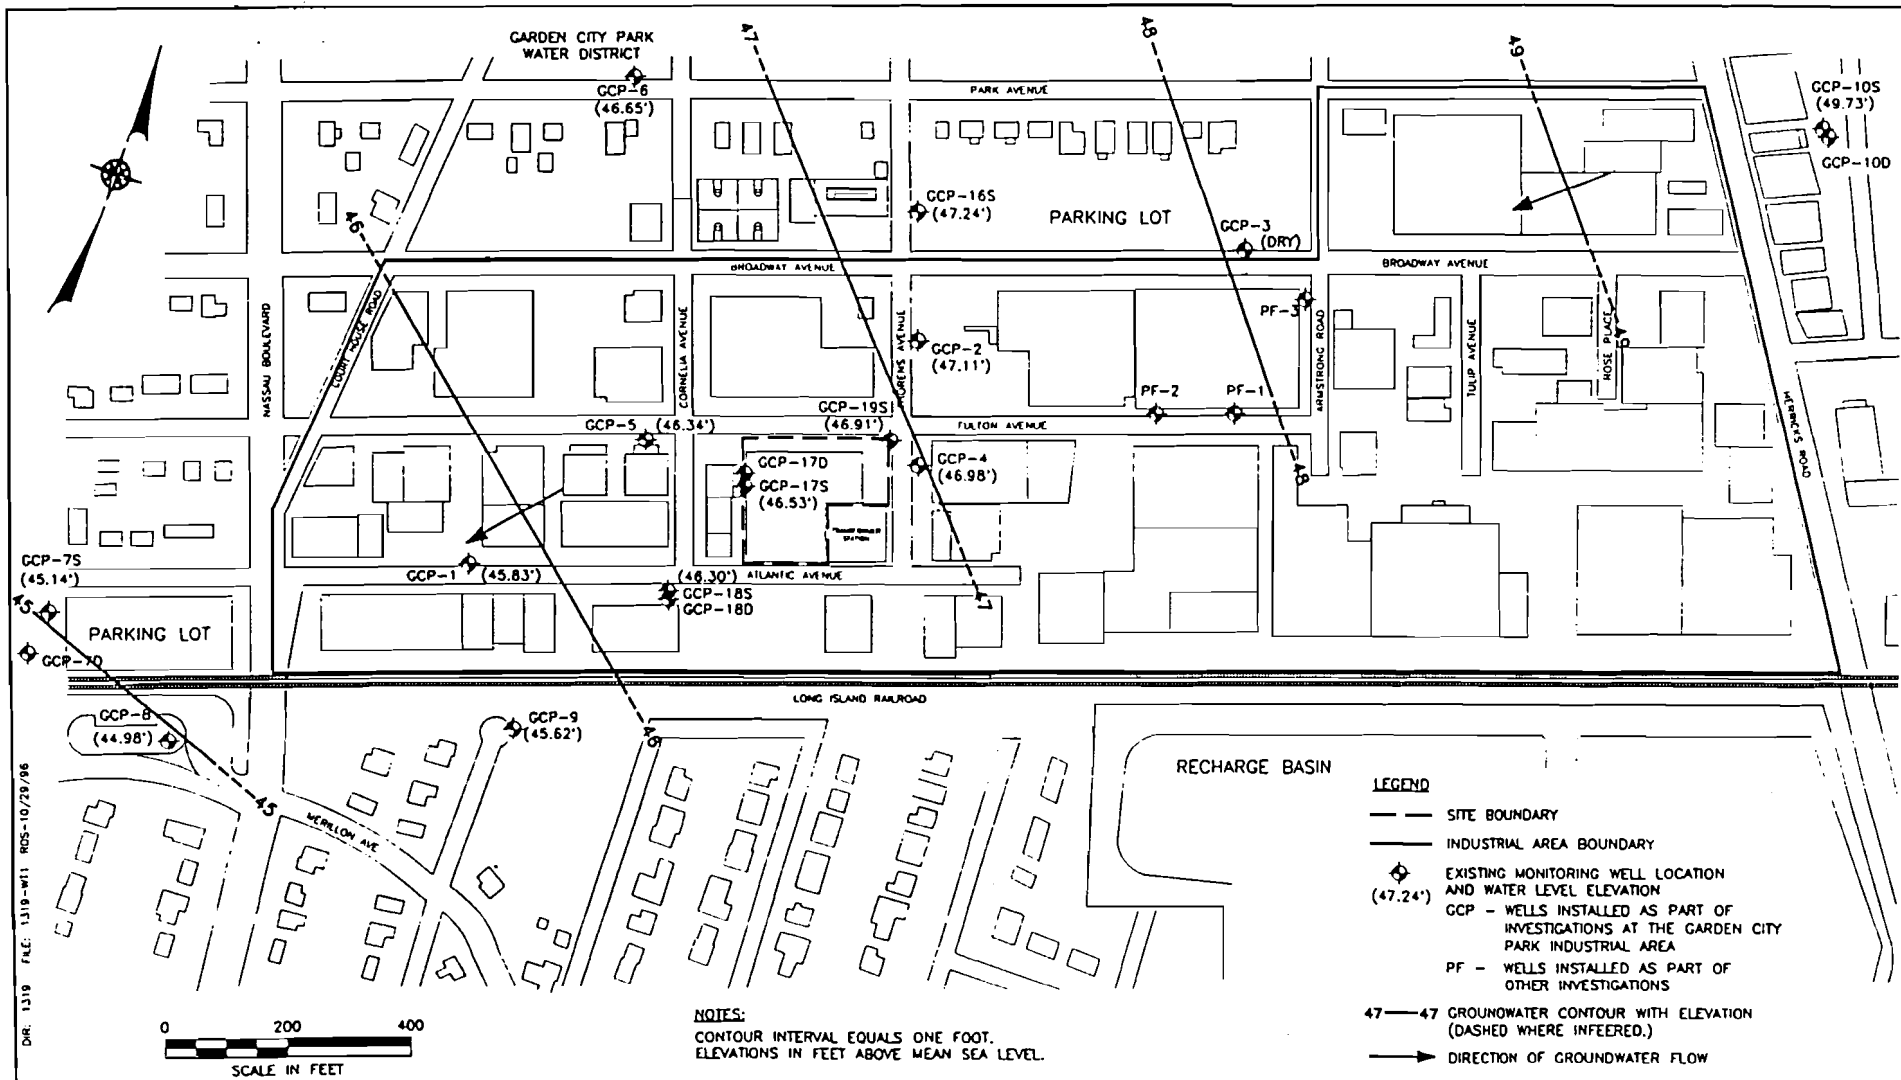 GARDEN CITY PARK
WATER DISTRICT
GCP-6
(46.65')
47
48
49
PARK AVENUE
GCP-10S
(49.73')
GCP-10D
46
GCP-16S
(47.24')
PARKING LOT
GCP-3
(DRY)
BROADWAY AVENUE
BROADWAY AVENUE
NASSAU BOULEVARD
COURT HOUSE ROAD
CORNELIA AVENUE
GCP-2
(47.11')
PF-3
ARMSTRONG ROAD
TULIP AVENUE
ROSE PLACE
49
MERRICKS ROAD
PF-2
PF-1
GCP-19S
(46.91')
GCP-5
(46.34')
FULTON AVENUE
GCP-17D
GCP-17S
(46.53')
GCP-4
(46.98')
48
STATION
GCP-7S
(45.14')
GCP-1
(45.83')
(46.30')
ATLANTIC AVENUE
GCP-18S
GCP-18D
47
45
PARKING LOT
GCP-7D
LONG ISLAND RAILROAD
GCP-8
(44.98')
GCP-9
(45.62')
46
45
MERILLON AVE
RECHARGE BASIN
LEGEND
SITE BOUNDARY
INDUSTRIAL AREA BOUNDARY
EXISTING MONITORING WELL LOCATION
(47.24') AND WATER LEVEL ELEVATION
GCP - WELLS INSTALLED AS PART OF
INVESTIGATIONS AT THE GARDEN CITY
PARK INDUSTRIAL AREA
PF - WELLS INSTALLED AS PART OF
OTHER INVESTIGATIONS
47 47 GROUNDWATER CONTOUR WITH ELEVATION
(DASHED WHERE INFEERED.)
DIRECTION OF GROUNDWATER FLOW
NOTES:
CONTOUR INTERVAL EQUALS ONE FOOT.
ELEVATIONS IN FEET ABOVE MEAN SEA LEVEL.
0 200 400
SCALE IN FEET
DIR: 1319 FILE: 1319-W11 ROS-10/29/96